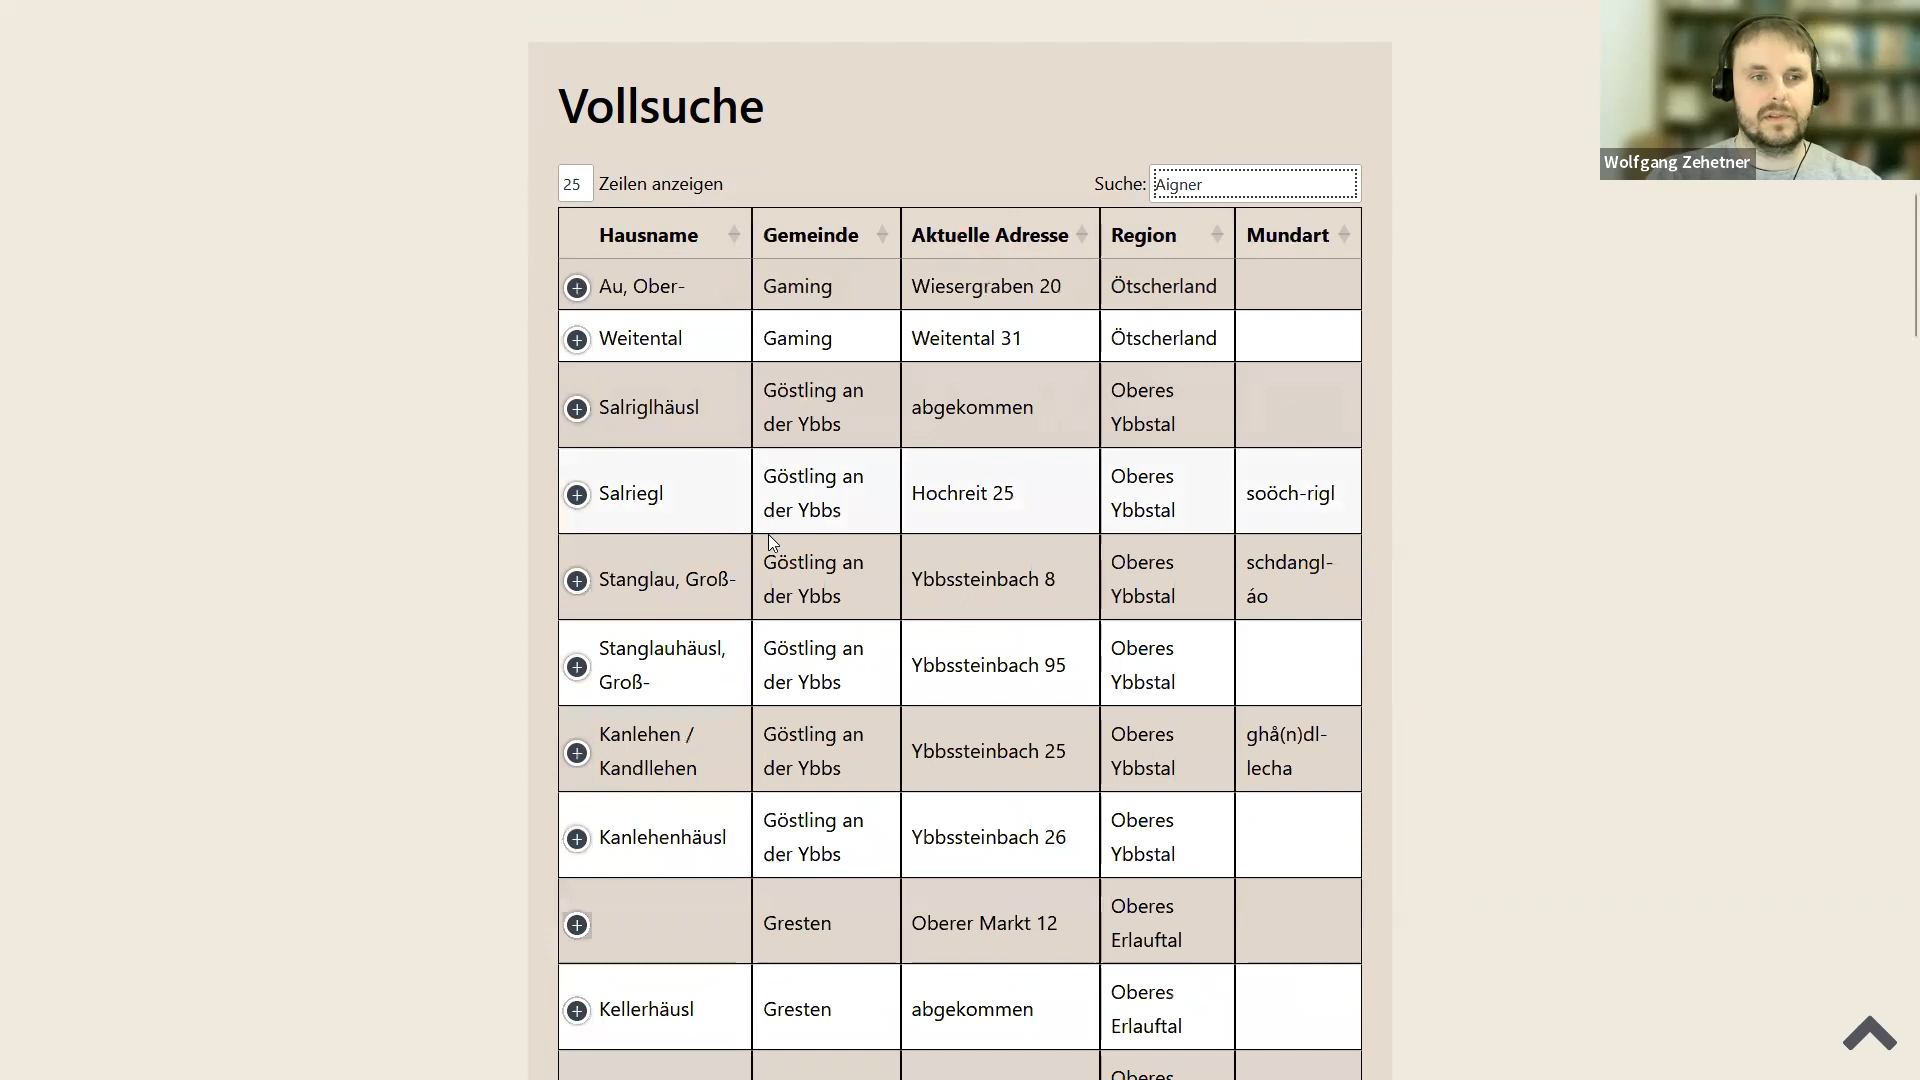 Vollsuche
25 Zeilen anzeigen Suche: Aigner
Hausname Gemeinde Aktuelle Adresse Region Mundart
Au, Ober- Gaming Wiesergraben 20 Ötscherland
Weitental Gaming Weitental 31 Ötscherland
Salriglhäusl Göstling an der Ybbs abgekommen Oberes Ybbstal
Salriegl Göstling an der Ybbs Hochreit 25 Oberes Ybbstal soöch-rigl
Stanglau, Groß- Göstling an der Ybbs Ybbssteinbach 8 Oberes Ybbstal schdangl-áo
Stanglauhäusl, Groß- Göstling an der Ybbs Ybbssteinbach 95 Oberes Ybbstal
Kanlehen / Kandllehen Göstling an der Ybbs Ybbssteinbach 25 Oberes Ybbstal ghå(n)dl-lecha
Kanlehenhäusl Göstling an der Ybbs Ybbssteinbach 26 Oberes Ybbstal
Gresten Oberer Markt 12 Oberes Erlauftal
Kellerhäusl Gresten abgekommen Oberes Erlauftal
Oberes
Wolfgang Zehetner